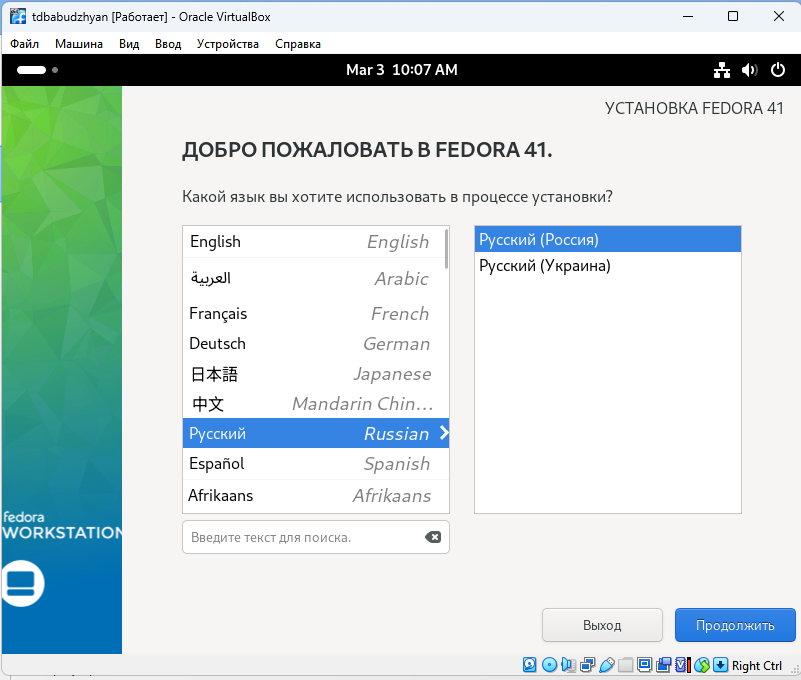 tdbabudzhyan [Работает] - Oracle VirtualBox
Файл Машина Вид Ввод Устройства Справка
Mar 3 10:07 AM
УСТАНОВКА FEDORA 41
ДОБРО ПОЖАЛОВАТЬ В FEDORA 41.
Какой язык вы хотите использовать в процессе установки?
English English
العربية Arabic
Français French
Deutsch German
日本語 Japanese
中文 Mandarin Chin...
Русский Russian
Español Spanish
Afrikaans Afrikaans
Введите текст для поиска.
Русский (Россия)
Русский (Украина)
fedora
WORKSTATION
Выход Продолжить
Right Ctrl